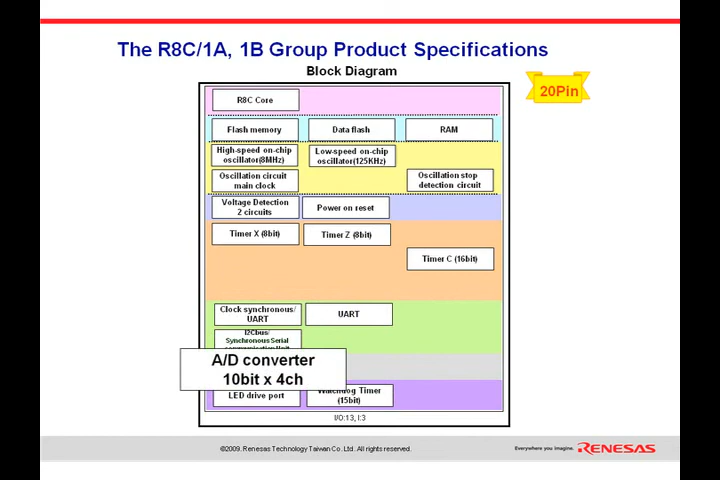 The R8C/1A, 1B Group Product Specifications
Block Diagram
20Pin
R8C Core
Flash memory
Data flash
RAM
High-speed on-chip
oscillator(8MHz)
Low-speed on-chip
oscillator(125KHz)
Oscillation circuit
main clock
Oscillation stop
detection circuit
Voltage Detection
2 circuits
Power on reset
Timer X (8bit)
Timer Z (8bit)
Timer C (16bit)
Clock synchronous/
UART
UART
I2Cbus/
Synchronous Serial
A/D converter
10bit x 4ch
LED drive port
Watchdog Timer
(15bit)
I/O:13, I:3
©2009. Renesas Technology Taiwan Co. Ltd. All rights reserved.
Everywhere you imagine.
RENESAS